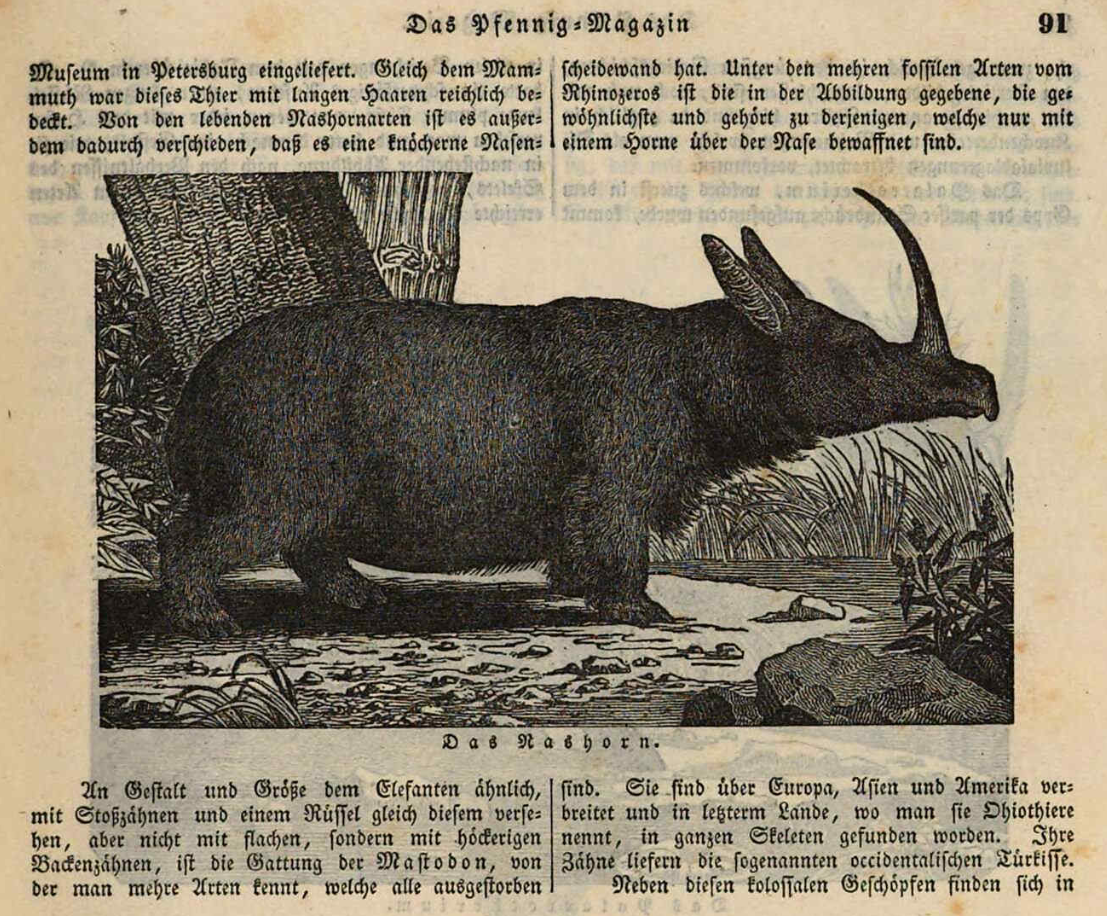 Das Pfennig=Magazin
91
Museum in Petersburg eingeliefert. Gleich dem Mam=
muth war dieses Thier mit langen Haaren reichlich be=
deckt. Von den lebenden Nashornarten ist es außer=
dem dadurch verschieden, daß es eine knöcherne Nasen=
scheidewand hat. Unter den mehren fossilen Arten vom
Rhinozeros ist die in der Abbildung gegebene, die ge=
wöhnlichste und gehört zu derjenigen, welche nur mit
einem Horne über der Nase bewaffnet sind.
Das Nashorn.
An Gestalt und Größe dem Elefanten ähnlich,
mit Stoßzähnen und einem Rüssel gleich diesem verse=
hen, aber nicht mit flachen, sondern mit höckerigen
Backenzähnen, ist die Gattung der Mastodon, von
der man mehre Arten kennt, welche alle ausgestorben
sind. Sie sind über Europa, Asien und Amerika ver=
breitet und in letzterm Lande, wo man sie Ohiothiere
nennt, in ganzen Skeleten gefunden worden. Ihre
Zähne liefern die sogenannten occidentalischen Türkisse.
Neben diesen kolossalen Geschöpfen finden sich in